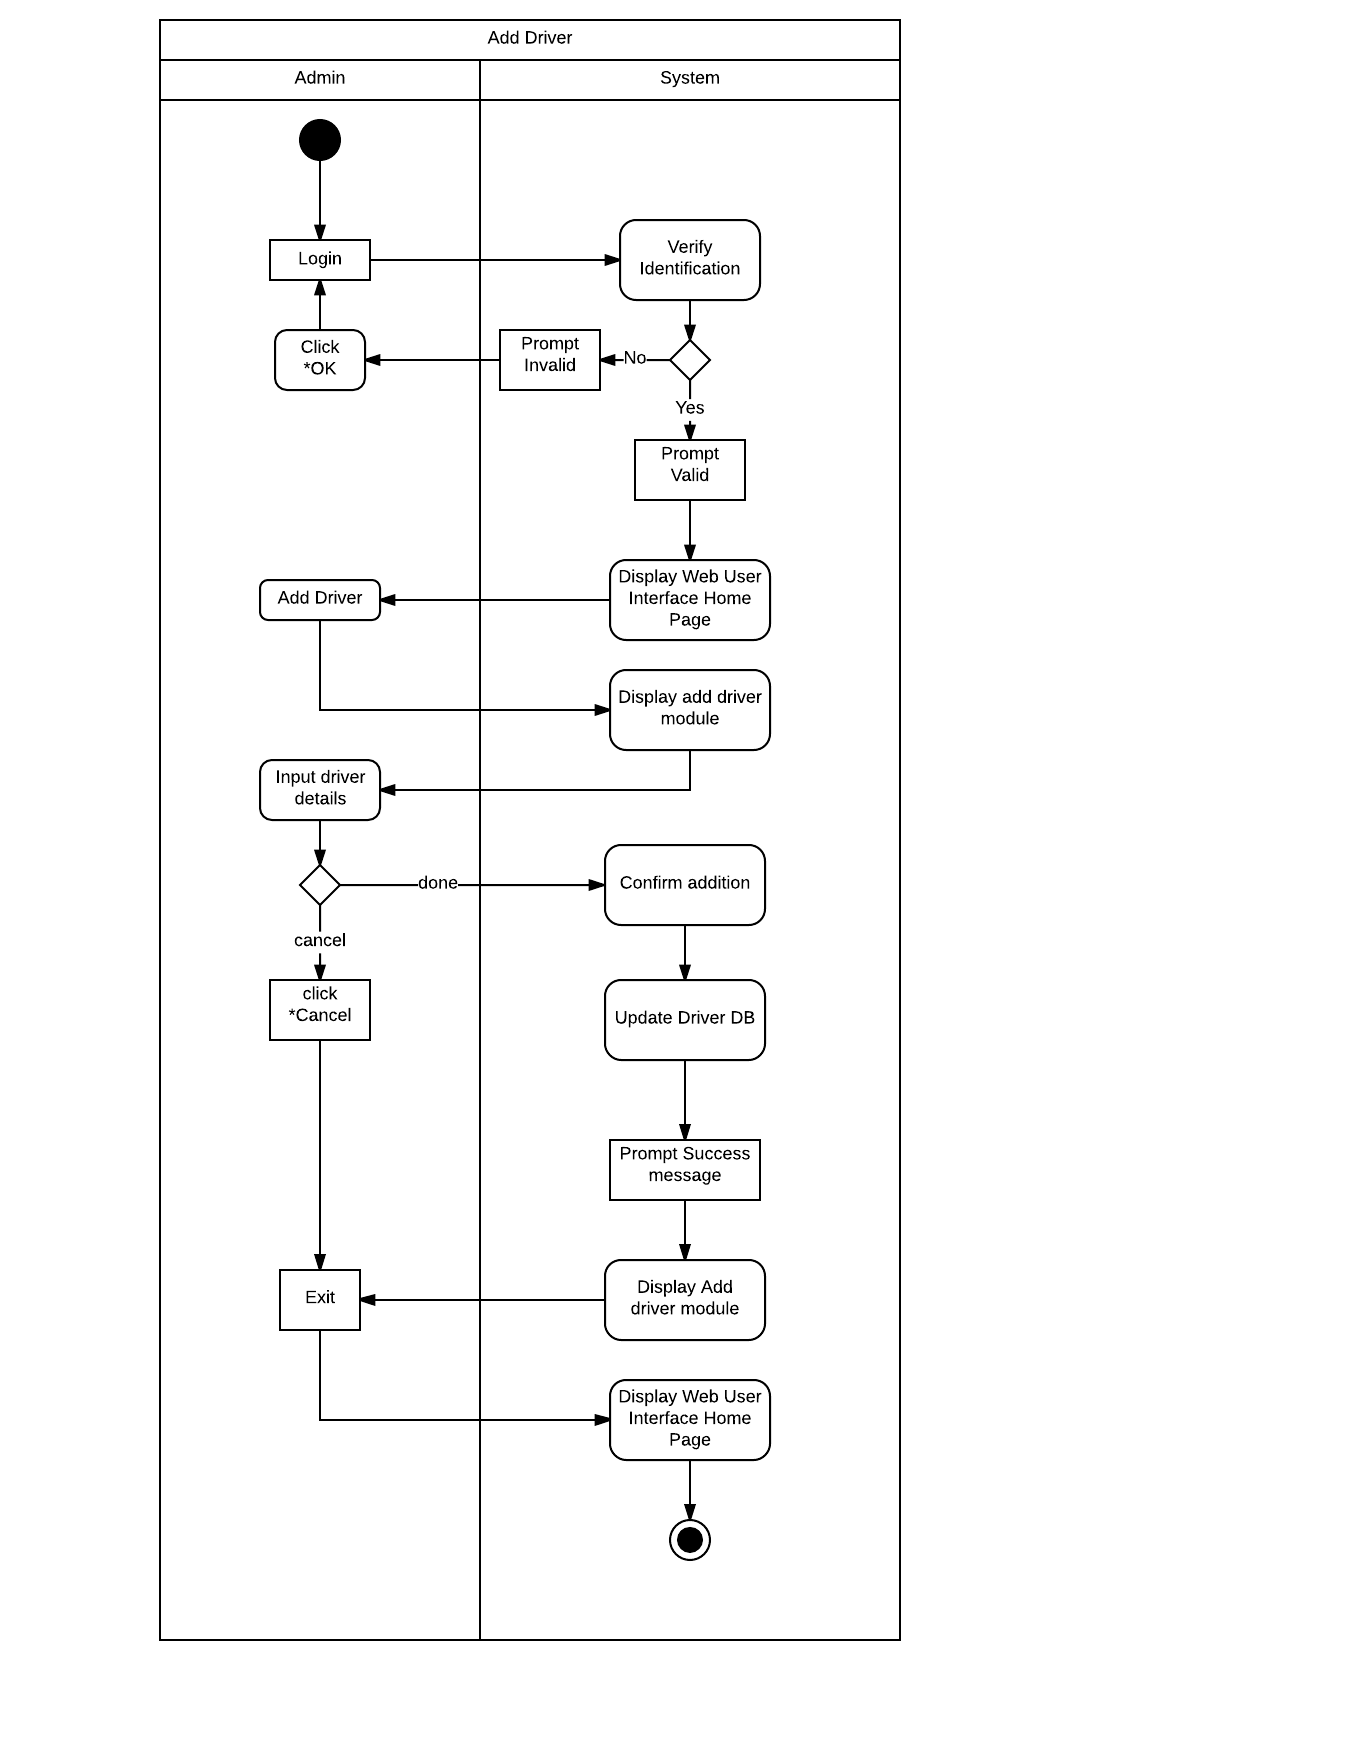 Add Driver
Admin
System
Login
Verify
Identification
Click
*OK
Prompt
Invalid
No
Yes
Prompt
Valid
Add Driver
Display Web User
Interface Home
Page
Display add driver
module
Input driver
details
done
Confirm addition
cancel
click
*Cancel
Update Driver DB
Prompt Success
message
Exit
Display Add
driver module
Display Web User
Interface Home
Page